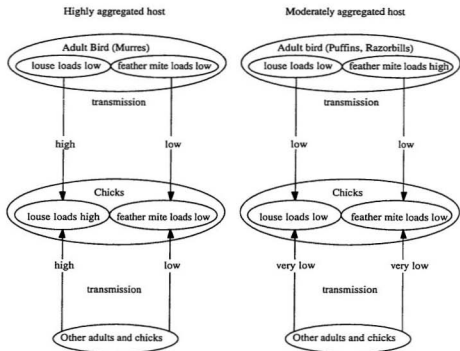 Highly aggregated host
Adult Bird (Murres)
louse loads low
feather mite loads low
transmission
high
low
Chicks
louse loads high
feather mite loads low
high
low
transmission
Other adults and chicks
Moderately aggregated host
Adult bird (Puffins, Razorbills)
louse loads low
feather mite loads high
transmission
low
low
Chicks
louse loads low
feather mite loads low
very low
very low
transmission
Other adults and chicks